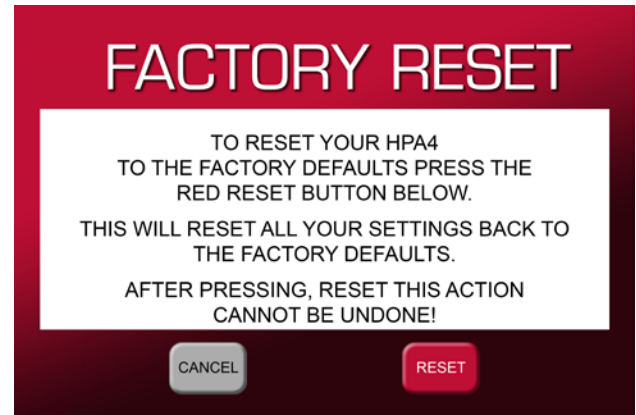 FACTORY RESET
TO RESET YOUR HPA4
TO THE FACTORY DEFAULTS PRESS THE
RED RESET BUTTON BELOW.
THIS WILL RESET ALL YOUR SETTINGS BACK TO
THE FACTORY DEFAULTS.
AFTER PRESSING, RESET THIS ACTION
CANNOT BE UNDONE!
CANCEL
RESET